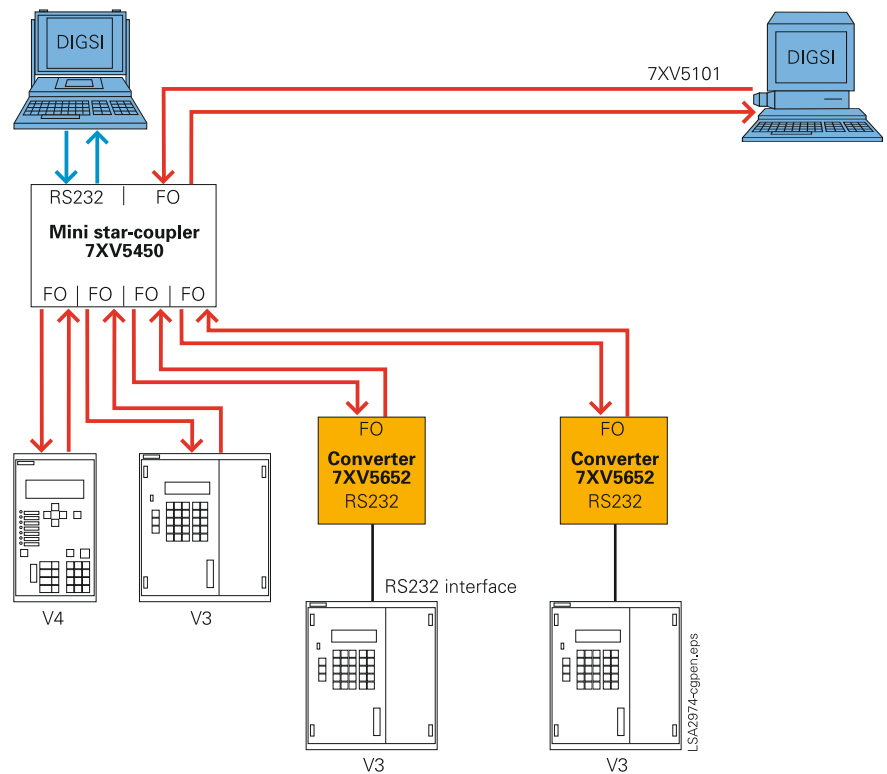 DIGSI
7XV5101
DIGSI
RS232 | FO
Mini star-coupler
7XV5450
FO | FO | FO | FO
FO
Converter
7XV5652
RS232
FO
Converter
7XV5652
RS232
RS232 interface
V4
V3
V3
V3
LSA2974-cgpen.eps